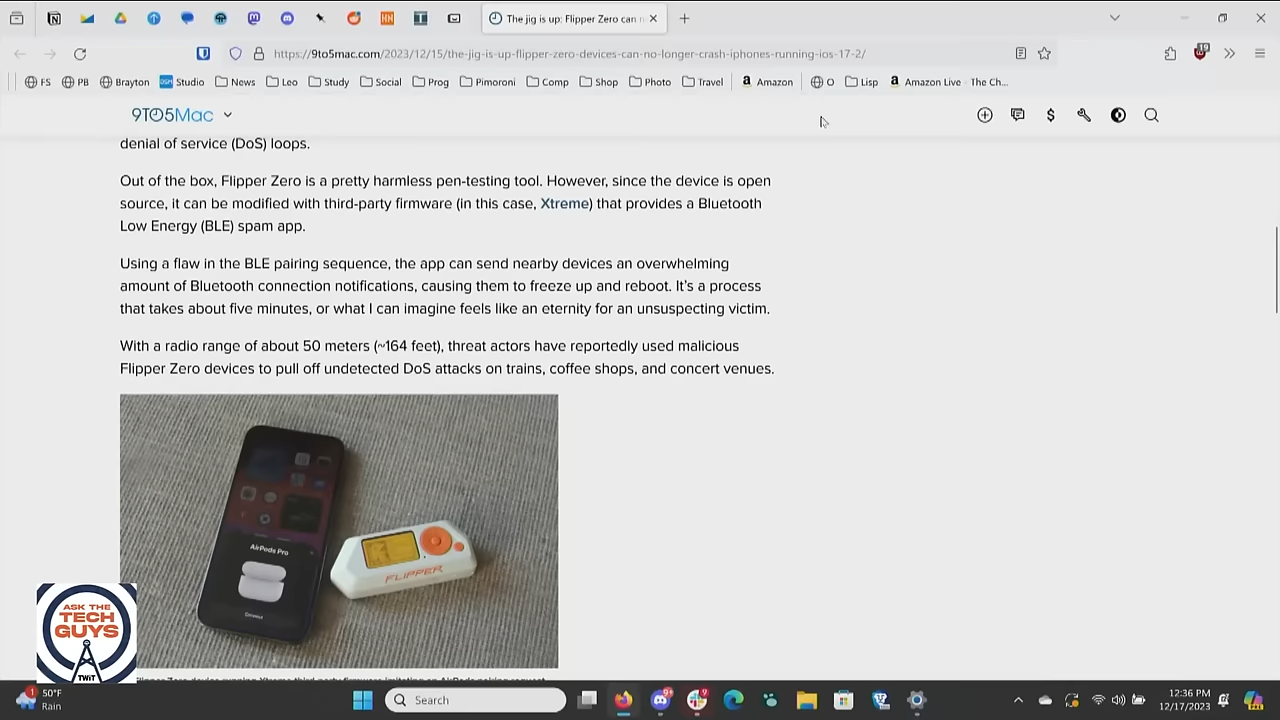 The jig is up: Flipper Zero can n
https://9to5mac.com/2023/12/15/the-jig-is-up-flipper-zero-devices-can-no-longer-crash-iphones-running-ios-17-2/
19
FS PB Brayton Studio News Leo Study Social Prog Pimoroni Comp Shop Photo Travel Amazon O Lisp Amazon Live - The Ch...
9TO5Mac
denial of service (DoS) loops.
Out of the box, Flipper Zero is a pretty harmless pen-testing tool. However, since the device is open
source, it can be modified with third-party firmware (in this case, Xtreme) that provides a Bluetooth
Low Energy (BLE) spam app.
Using a flaw in the BLE pairing sequence, the app can send nearby devices an overwhelming
amount of Bluetooth connection notifications, causing them to freeze up and reboot. It's a process
that takes about five minutes, or what I can imagine feels like an eternity for an unsuspecting victim.
With a radio range of about 50 meters (~164 feet), threat actors have reportedly used malicious
Flipper Zero devices to pull off undetected DoS attacks on trains, coffee shops, and concert venues.
AirPods Pro
Connect
FLIPPER
ASK THE
TECH
GUYS
TWiT
50°F
Rain
Search
12:36 PM
12/17/2023